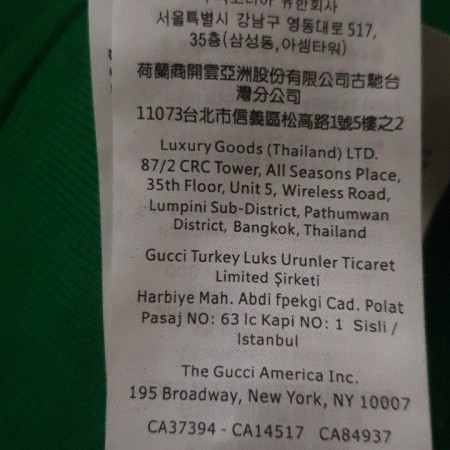 유한회사
서울특별시 강남구 영동대로 517,
35층(삼성동,아셈타워)
荷蘭商開雲亞洲股份有限公司古馳台
灣分公司
11073台北市信義區松高路1號5樓之2
Luxury Goods (Thailand) LTD.
87/2 CRC Tower, All Seasons Place,
35th Floor, Unit 5, Wireless Road,
Lumpini Sub-District, Pathumwan
District, Bangkok, Thailand
Gucci Turkey Luks Urunler Ticaret
Limited Şirketi
Harbiye Mah. Abdi fpekgi Cad. Polat
Pasaj NO: 63 lc Kapi NO: 1 Sisli /
Istanbul
The Gucci America Inc.
195 Broadway, New York, NY 10007
CA37394 - CA14517 CA84937